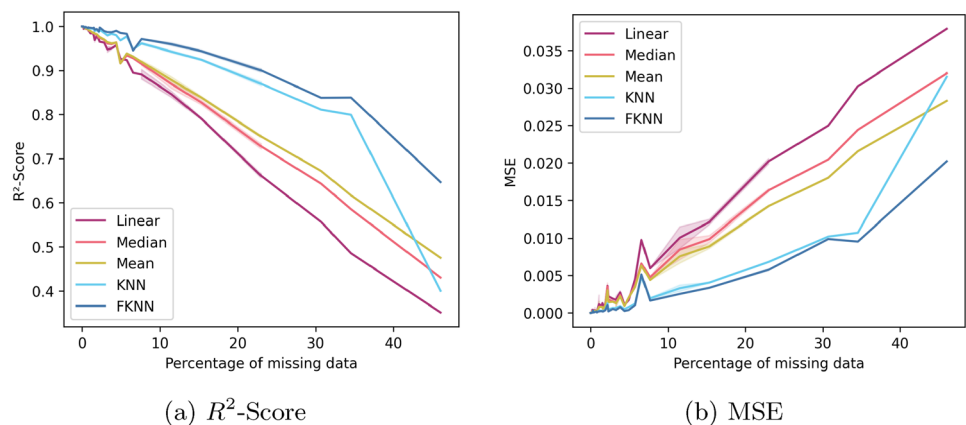 1.0
0.9
0.8
0.7
0.6
0.5
0.4
R²-Score
Linear
Median
Mean
KNN
FKNN
0 10 20 30 40
Percentage of missing data
(a) R²-Score
0.035
0.030
0.025
0.020
0.015
0.010
0.005
0.000
MSE
Linear
Median
Mean
KNN
FKNN
0 10 20 30 40
Percentage of missing data
(b) MSE